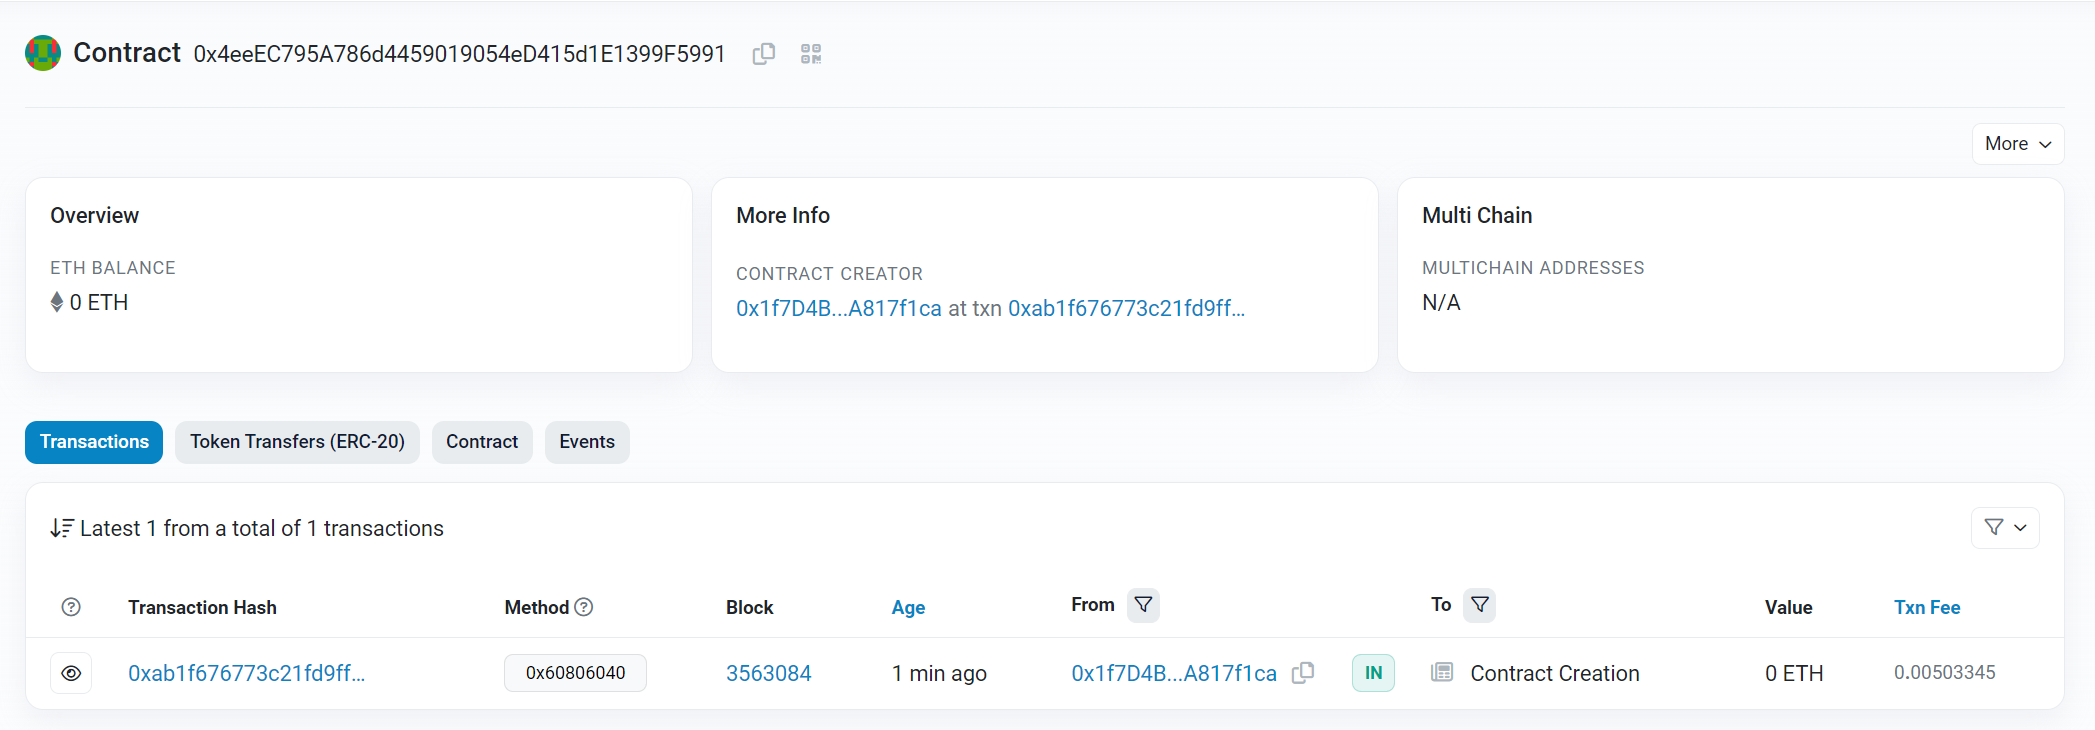 Contract 0x4eeEC795A786d4459019054eD415d1E1399F5991
More
Overview
ETH BALANCE
0 ETH
More Info
CONTRACT CREATOR
0x1f7D4B...A817f1ca at txn 0xab1f676773c21fd9ff...
Multi Chain
MULTICHAIN ADDRESSES
N/A
Transactions Token Transfers (ERC-20) Contract Events
Latest 1 from a total of 1 transactions
Transaction Hash Method Block Age From To Value Txn Fee
0xab1f676773c21fd9ff... 0x60806040 3563084 1 min ago 0x1f7D4B...A817f1ca IN Contract Creation 0 ETH 0.00503345